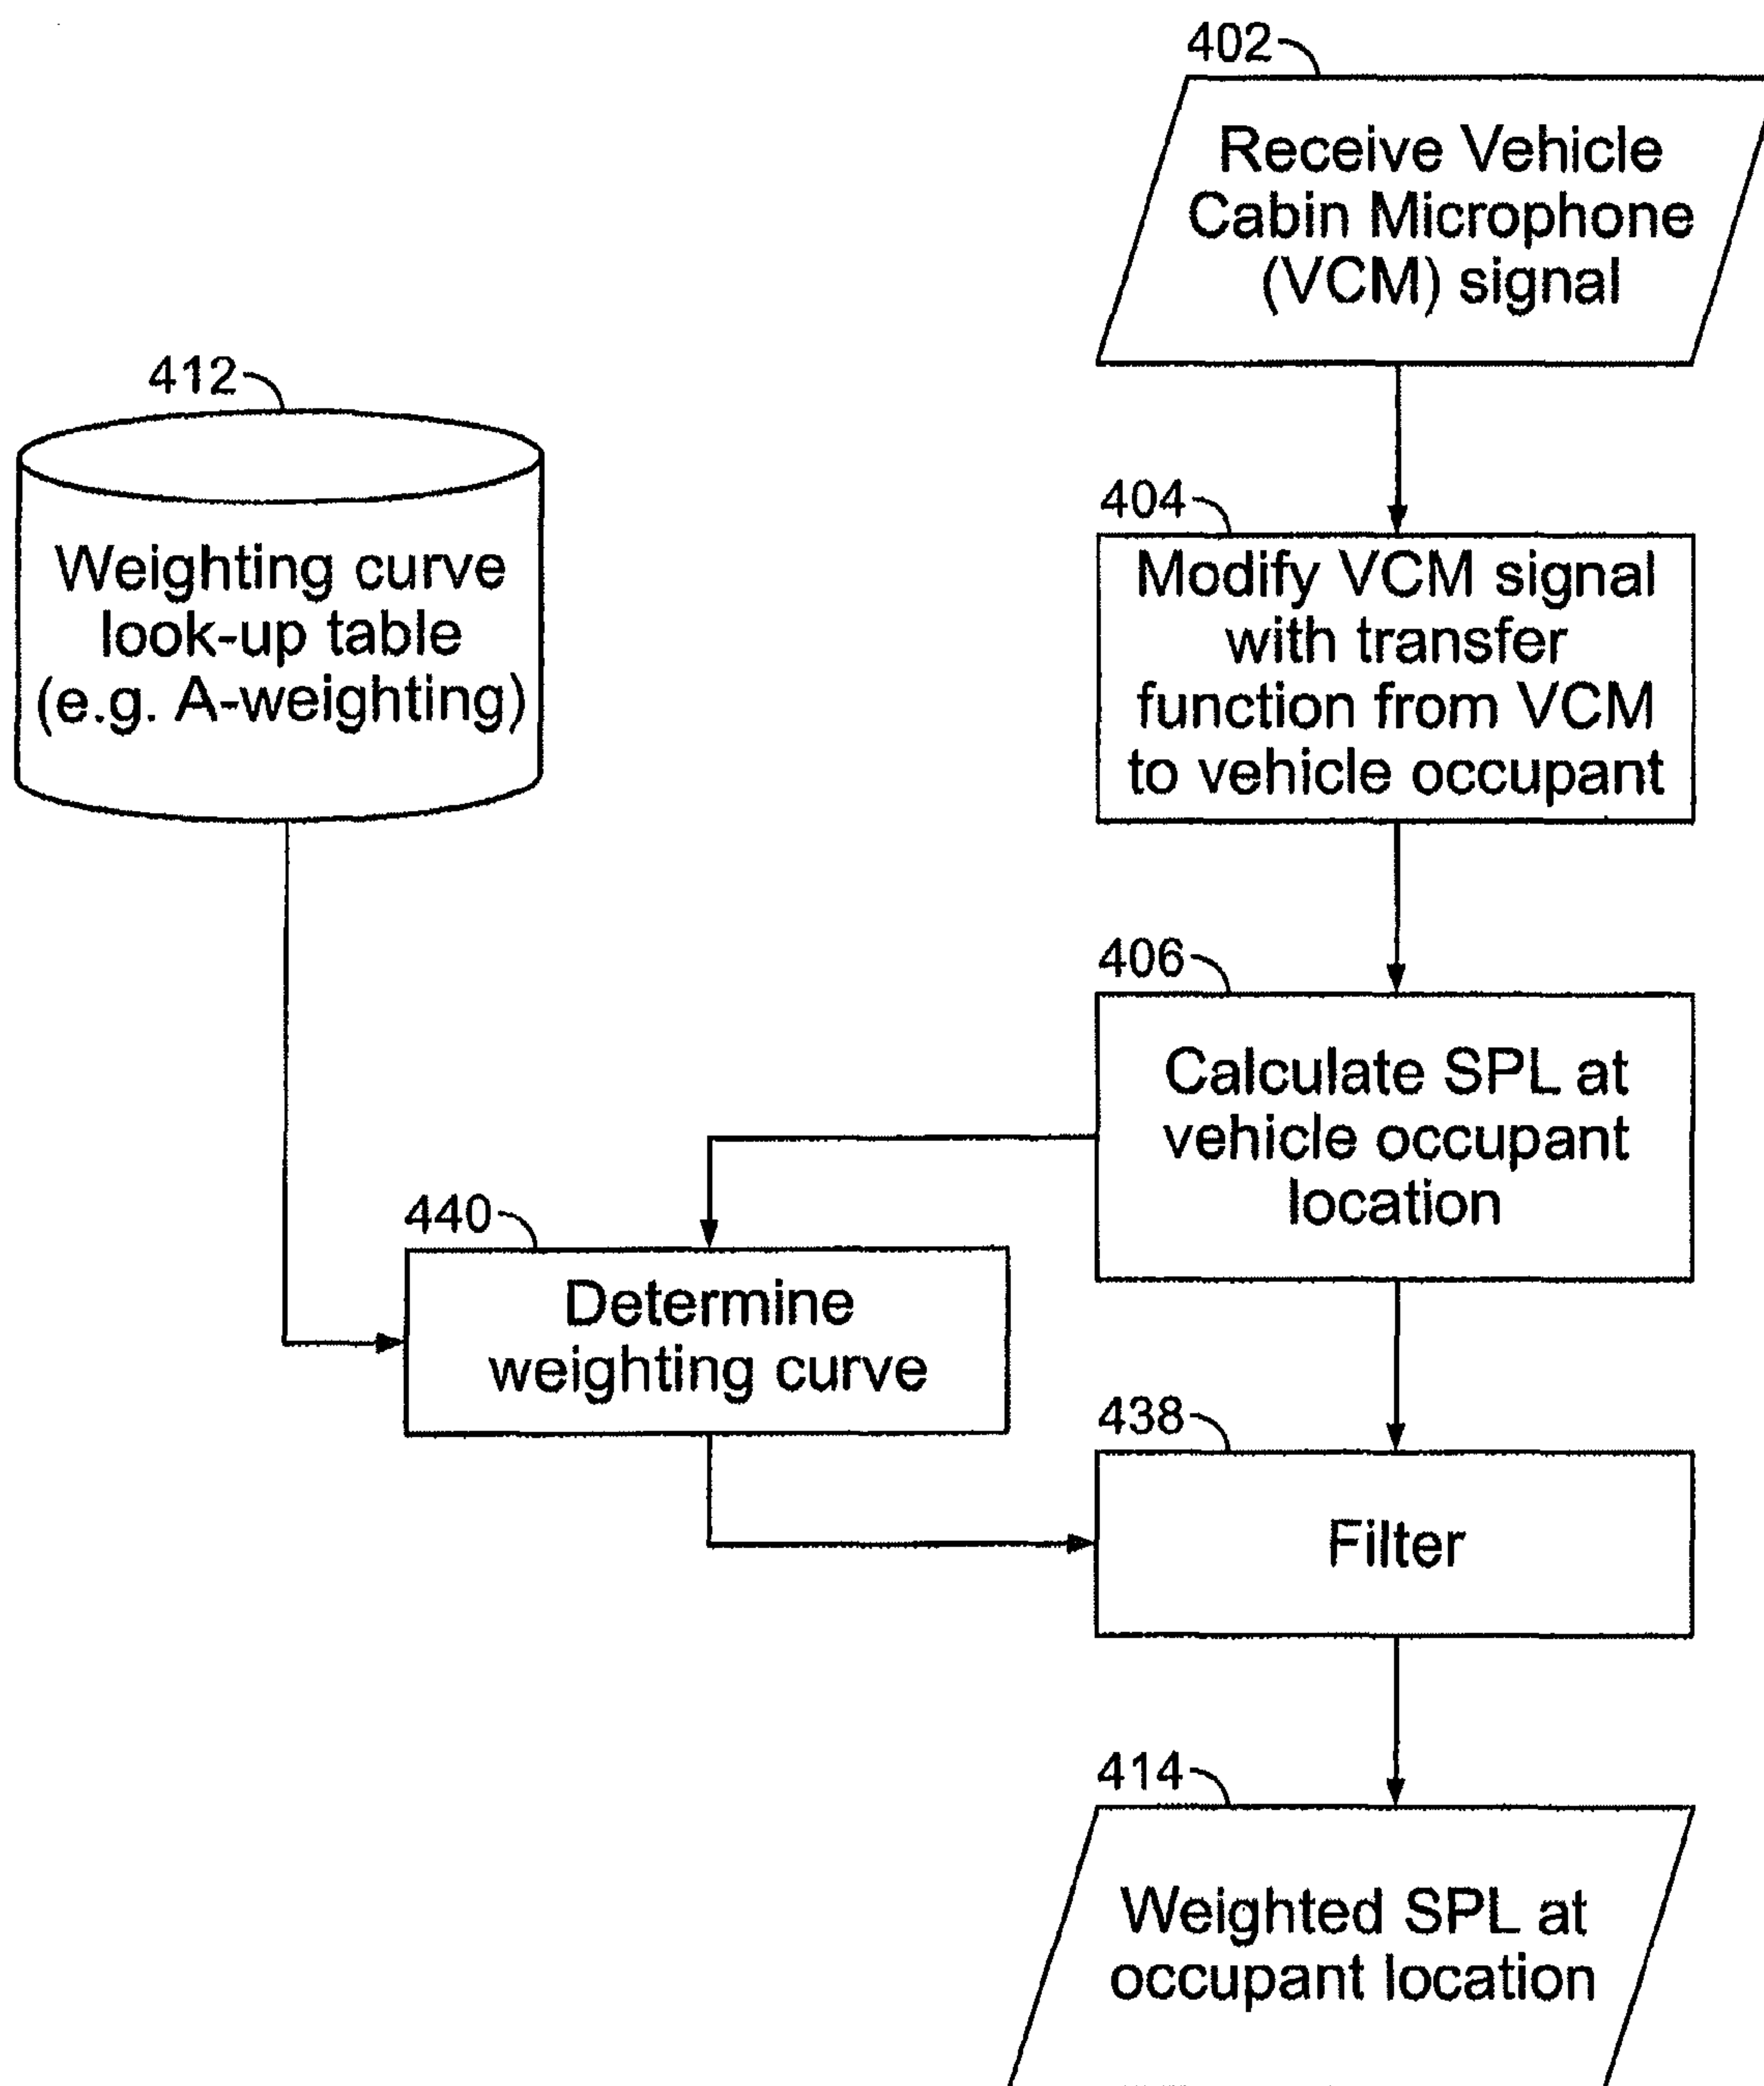 402
Receive Vehicle
Cabin Microphone
(VCM) signal
412
Weighting curve
look-up table
(e.g. A-weighting)
404
Modify VCM signal
with transfer
function from VCM
to vehicle occupant
406
Calculate SPL at
vehicle occupant
location
440
Determine
weighting curve
438
Filter
414
Weighted SPL at
occupant location